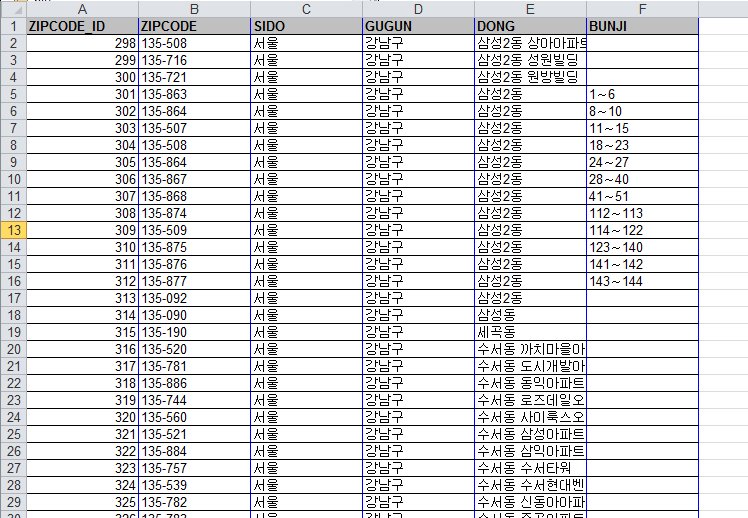 A B C D E F
1 ZIPCODE_ID ZIPCODE SIDO GUGUN DONG BUNJI
2 298 135-508 서울 강남구 삼성2동 상아아파트
3 299 135-716 서울 강남구 삼성2동 성원빌딩
4 300 135-721 서울 강남구 삼성2동 원방빌딩
5 301 135-863 서울 강남구 삼성2동 1~6
6 302 135-864 서울 강남구 삼성2동 8~10
7 303 135-507 서울 강남구 삼성2동 11~15
8 304 135-508 서울 강남구 삼성2동 18~23
9 305 135-864 서울 강남구 삼성2동 24~27
10 306 135-867 서울 강남구 삼성2동 28~40
11 307 135-868 서울 강남구 삼성2동 41~51
12 308 135-874 서울 강남구 삼성2동 112~113
13 309 135-509 서울 강남구 삼성2동 114~122
14 310 135-875 서울 강남구 삼성2동 123~140
15 311 135-876 서울 강남구 삼성2동 141~142
16 312 135-877 서울 강남구 삼성2동 143~144
17 313 135-092 서울 강남구 삼성2동
18 314 135-090 서울 강남구 삼성동
19 315 135-190 서울 강남구 세곡동
20 316 135-520 서울 강남구 수서동 까치마을아
21 317 135-781 서울 강남구 수서동 도시개발아
22 318 135-886 서울 강남구 수서동 동익아파트
23 319 135-744 서울 강남구 수서동 로즈데일오
24 320 135-560 서울 강남구 수서동 사이룩스오
25 321 135-521 서울 강남구 수서동 삼성아파트
26 322 135-884 서울 강남구 수서동 삼익아파트
27 323 135-757 서울 강남구 수서동 수서타워
28 324 135-539 서울 강남구 수서동 수서현대벤
29 325 135-782 서울 강남구 수서동 신동아아파